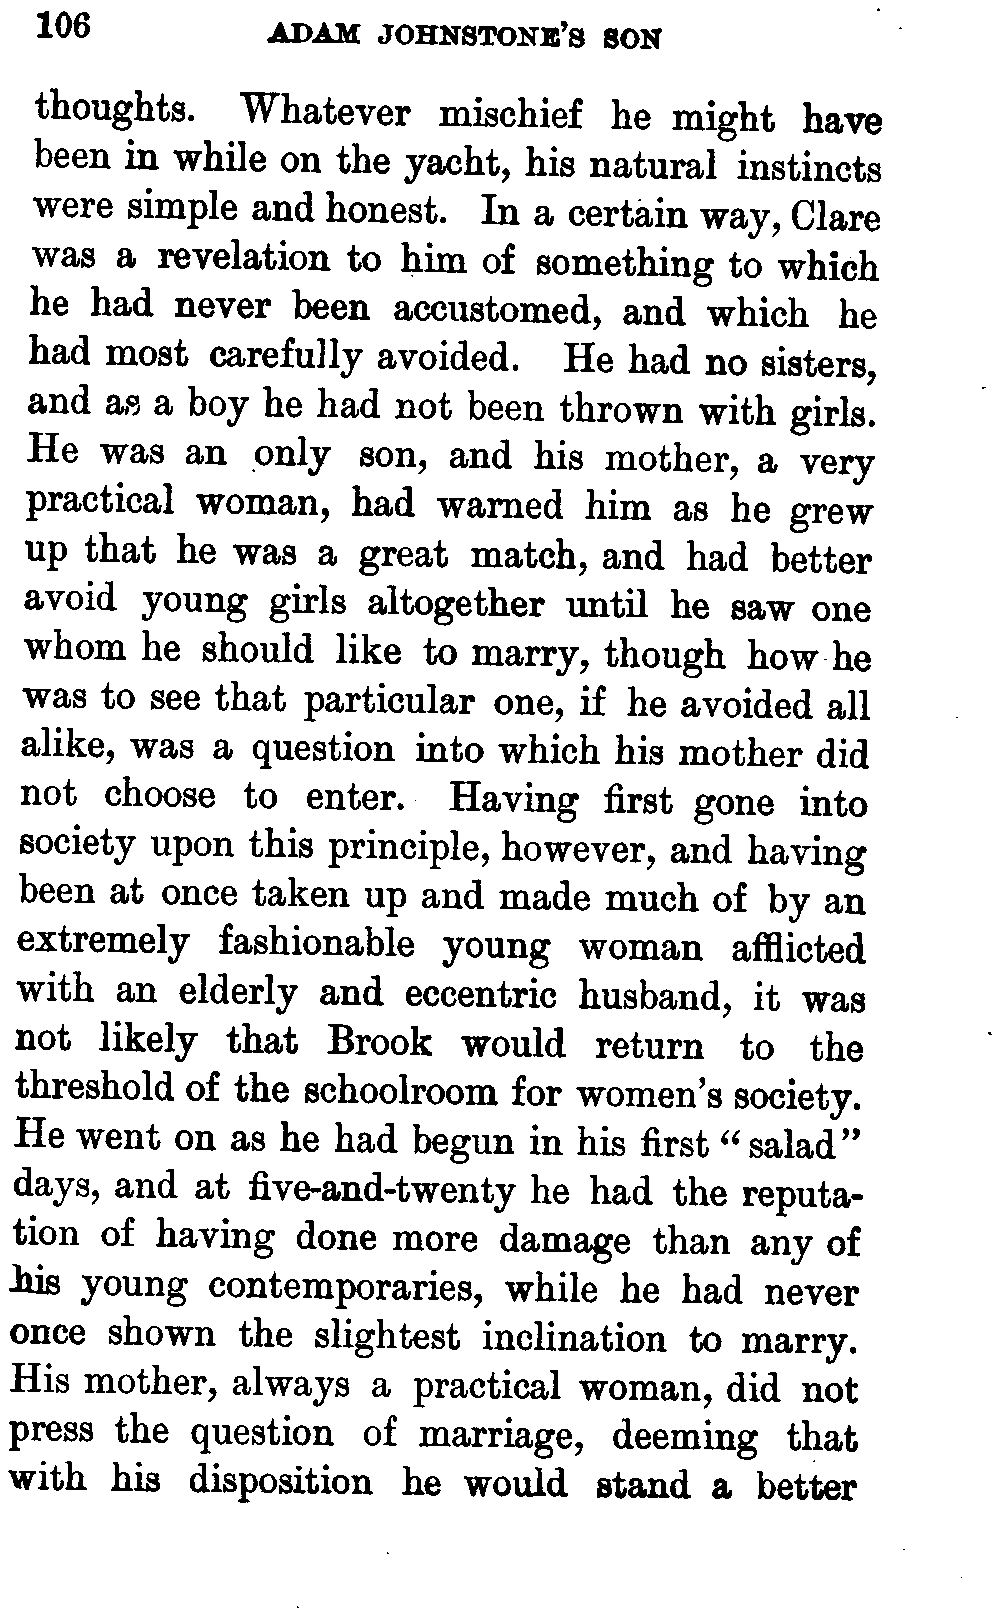 106 ADAM JOHNSTONE'S SON
thoughts. Whatever mischief he might have
been in while on the yacht, his natural instincts
were simple and honest. In a certain way, Clare
was a revelation to him of something to which
he had never been accustomed, and which he
had most carefully avoided. He had no sisters,
and as a boy he had not been thrown with girls.
He was an only son, and his mother, a very
practical woman, had warned him as he grew
up that he was a great match, and had better
avoid young girls altogether until he saw one
whom he should like to marry, though how he
was to see that particular one, if he avoided all
alike, was a question into which his mother did
not choose to enter. Having first gone into
society upon this principle, however, and having
been at once taken up and made much of by an
extremely fashionable young woman afflicted
with an elderly and eccentric husband, it was
not likely that Brook would return to the
threshold of the schoolroom for women's society.
He went on as he had begun in his first "salad"
days, and at five-and-twenty he had the reputa-
tion of having done more damage than any of
his young contemporaries, while he had never
once shown the slightest inclination to marry.
His mother, always a practical woman, did not
press the question of marriage, deeming that
with his disposition he would stand a better